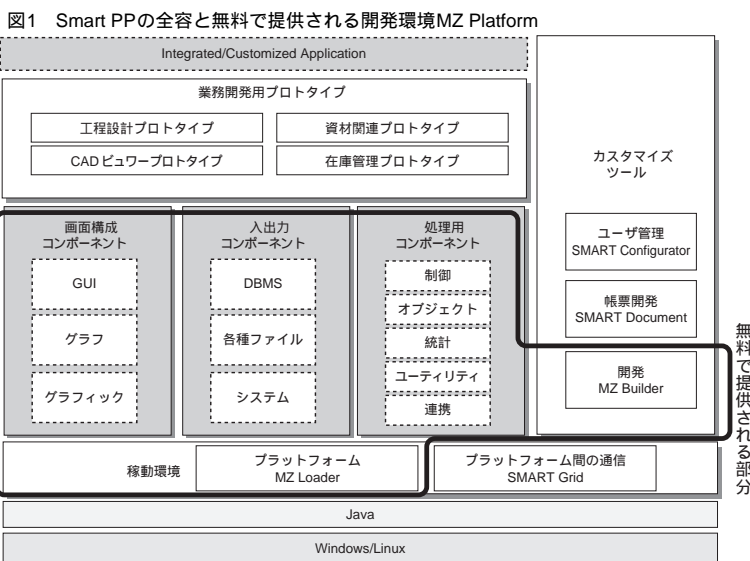 図1 Smart PPの全容と無料で提供される開発環境MZ Platform
Integrated/Customized Application
業務開発用プロトタイプ
工程設計プロトタイプ
資材関連プロトタイプ
CADビュワープロトタイプ
在庫管理プロトタイプ
カスタマイズ
ツール
ユーザ管理
SMART Configurator
帳票開発
SMART Document
開発
MZ Builder
画面構成
コンポーネント
GUI
グラフ
グラフィック
入出力
コンポーネント
DBMS
各種ファイル
システム
処理用
コンポーネント
制御
オブジェクト
統計
ユーティリティ
連携
無料で提供される部分
稼動環境
プラットフォーム
MZ Loader
プラットフォーム間の通信
SMART Grid
Java
Windows/Linux